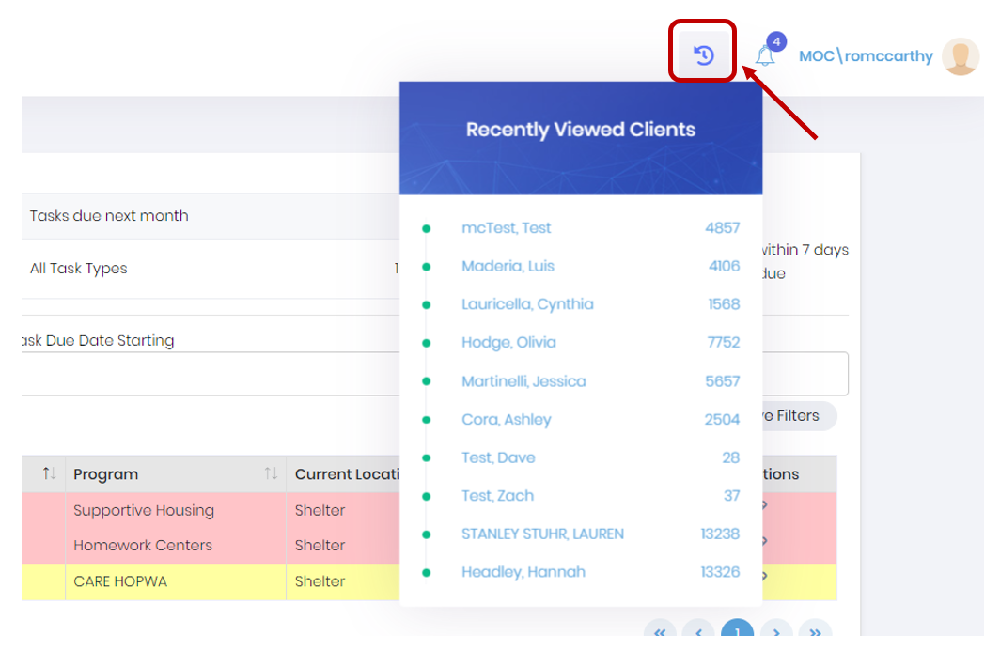 4
MOC\romccarthy
Recently Viewed Clients
Tasks due next month
mcTest, Test 4857
within 7 days
All Task Types 1
Maderia, Luis 4106
due
Lauricella, Cynthia 1568
ask Due Date Starting
Hodge, Olivia 7752
Martinelli, Jessica 5657
e Filters
Cora, Ashley 2504
Test, Dave 28
Program Current Locati tions
Test, Zach 37
Supportive Housing Shelter
STANLEY STUHR, LAUREN 13238
Homework Centers Shelter
Headley, Hannah 13326
CARE HOPWA Shelter
« ‹ 1 › »